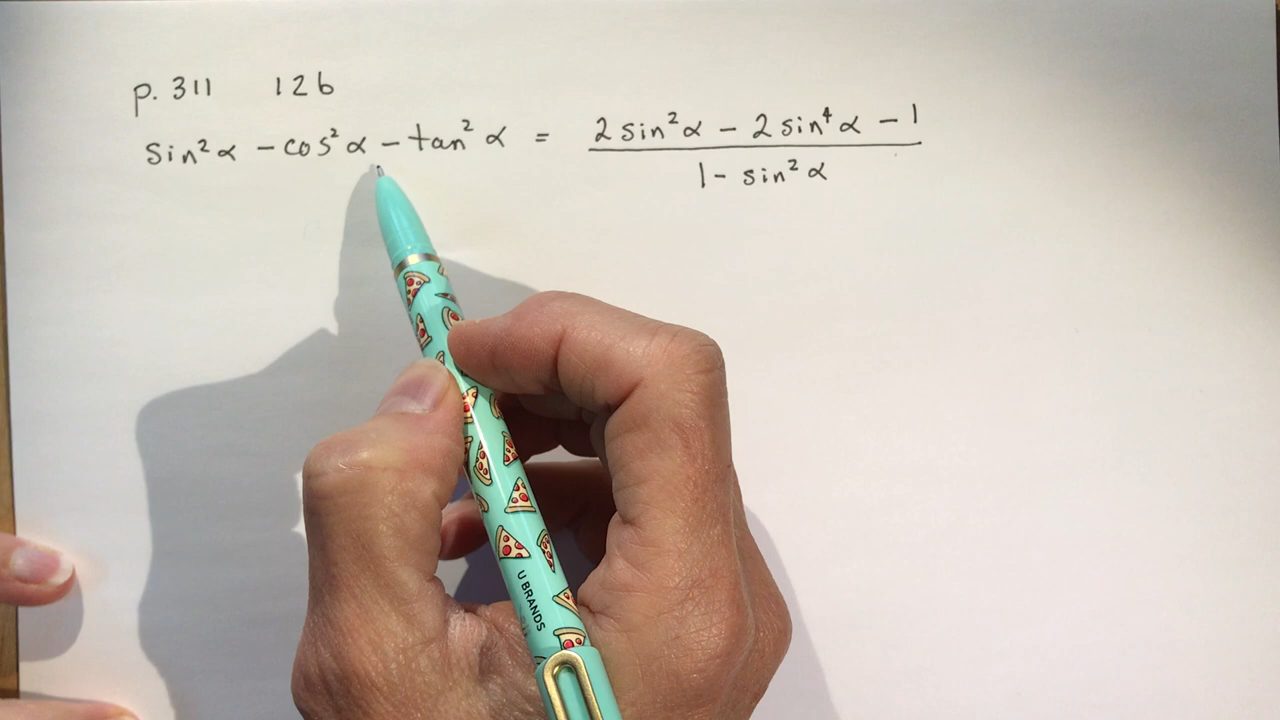 p. 311 12b
sin²α - cos²α - tan²α = (2 sin²α - 2 sin⁴α - 1) / (1 - sin²α)
U BRANDS